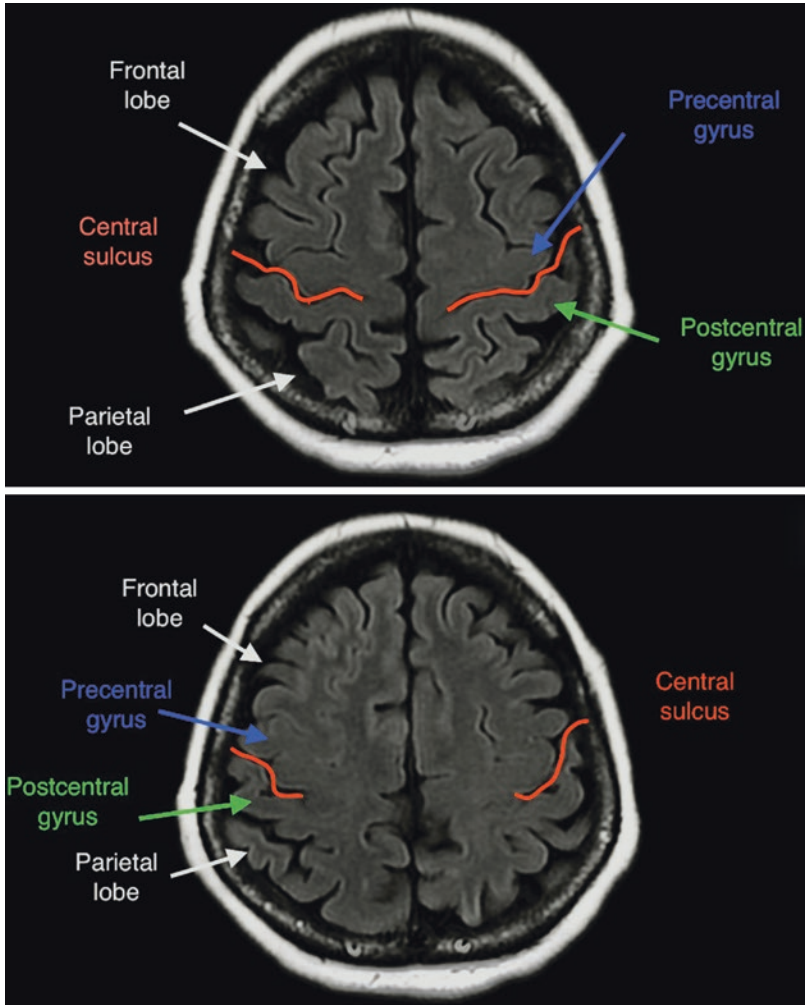 Frontal
lobe
Precentral
gyrus
Central
sulcus
Postcentral
gyrus
Parietal
lobe
Frontal
lobe
Precentral
gyrus
Central
sulcus
Postcentral
gyrus
Parietal
lobe